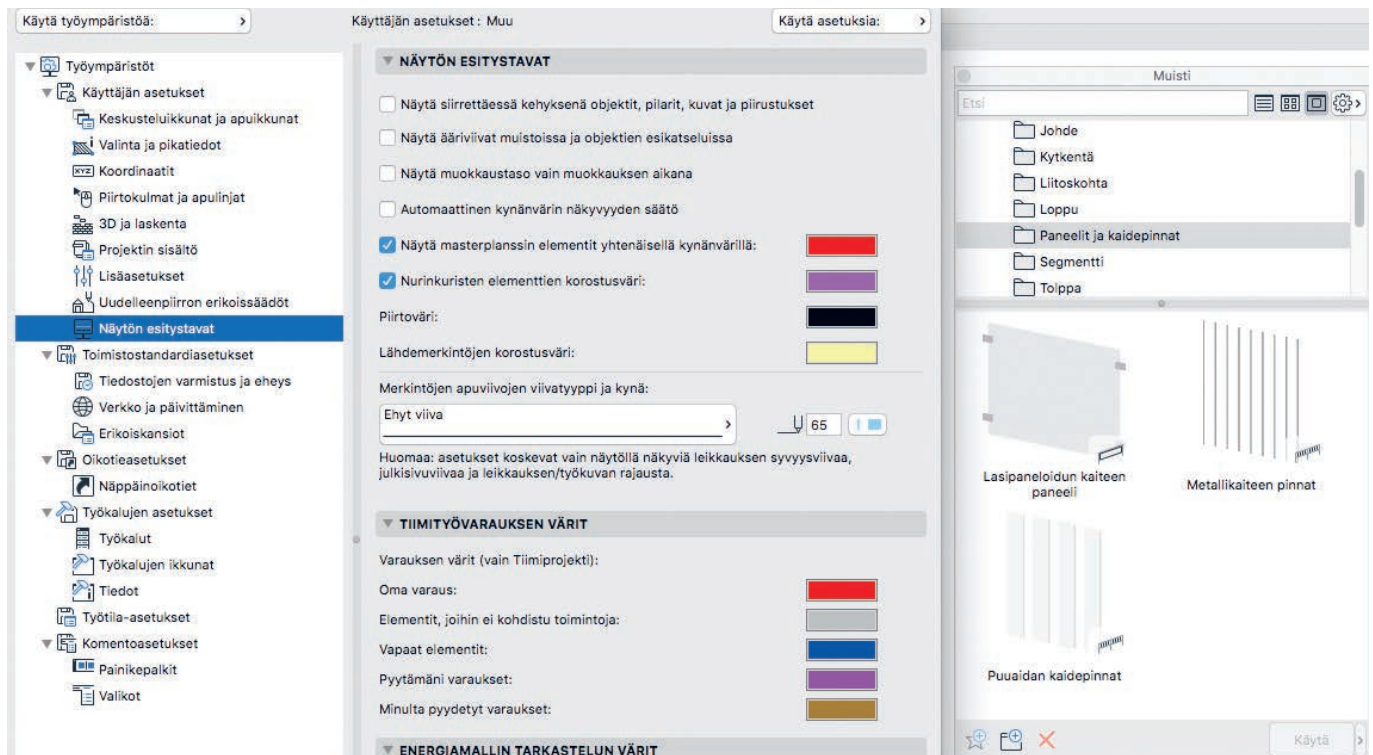 Käytä työympäristöä:
Käyttäjän asetukset : Muu
Käytä asetuksia:
Työympäristöt
Käyttäjän asetukset
Keskusteluikkunat ja apuikkunat
Valinta ja pikatiedot
Koordinaatit
Piirtokulmat ja apulinjat
3D ja laskenta
Projektin sisältö
Lisäasetukset
Uudelleenpiirron erikoissäädöt
Näytön esitystavat
Toimistostandardiasetukset
Tiedostojen varmistus ja eheys
Verkko ja päivittäminen
Erikoiskansiot
Oikotieasetukset
Näppäinoikotiet
Työkalujen asetukset
Työkalut
Työkalujen ikkunat
Tiedot
Työtila-asetukset
Komentoasetukset
Painikepalkit
Valikot
NÄYTÖN ESITYSTAVAT
Näytä siirrettäessä kehyksenä objektit, pilarit, kuvat ja piirustukset
Näytä ääriviivat muistoissa ja objektien esikatseluissa
Näytä muokkaustaso vain muokkauksen aikana
Automaattinen kynänvärin näkyvyyden säätö
Näytä masterplanssin elementit yhtenäisellä kynänvärillä:
Nurinkuristen elementtien korostusväri:
Piirtoväri:
Lähdemerkintöjen korostusväri:
Merkintöjen apuviivojen viivatyyppi ja kynä:
Ehyt viiva
65
Huomaa: asetukset koskevat vain näytöllä näkyviä leikkauksen syvyysviivaa,
julkisivuviivaa ja leikkauksen/työkuvan rajausta.
TIIMITYÖVARAUKSEN VÄRIT
Varauksen värit (vain Tiimiprojekti):
Oma varaus:
Elementit, joihin ei kohdistu toimintoja:
Vapaat elementit:
Pyytämäni varaukset:
Minulta pyydetyt varaukset:
ENERGIAMALLIN TARKASTELUN VÄRIT
Muisti
Etsi
Johde
Kytkentä
Liitoskohta
Loppu
Paneelit ja kaidepinnat
Segmentti
Tolppa
Lasipaneloidun kaiteen
paneeli
Metallikaiteen pinnat
Puuaidan kaidepinnat
Käytä